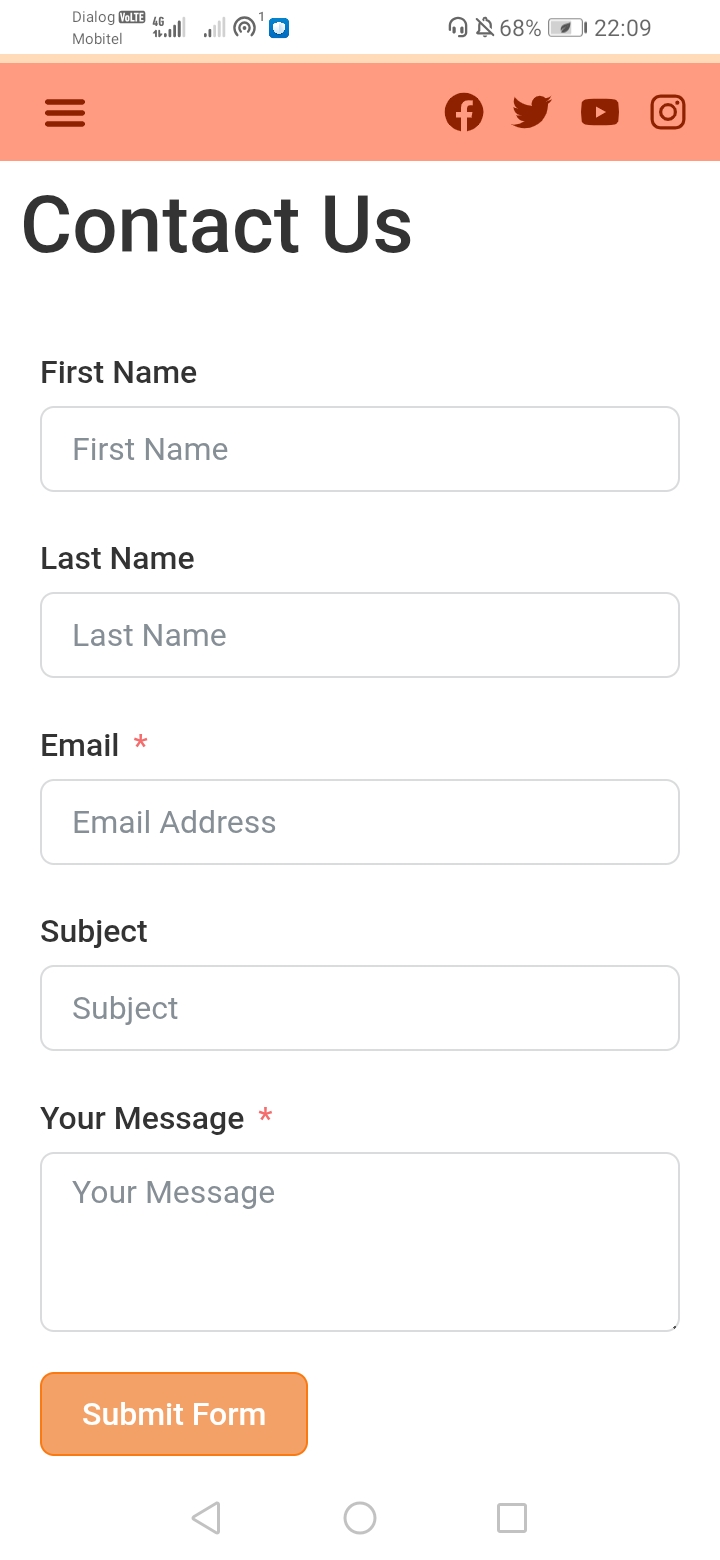 Dialog VoLTE 4G 1 68% 22:09
Mobitel
Contact Us
First Name
First Name
Last Name
Last Name
Email *
Email Address
Subject
Subject
Your Message *
Your Message
Submit Form